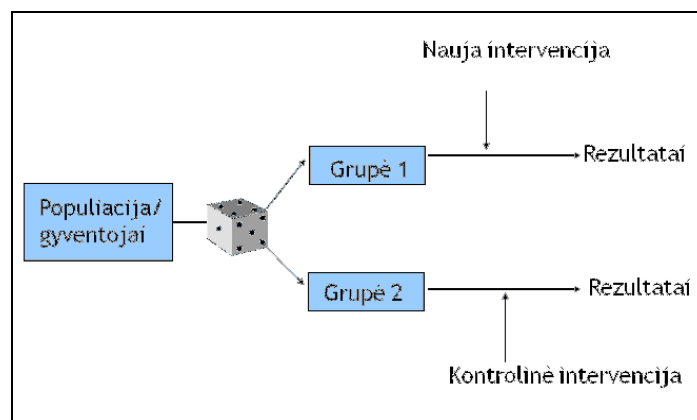 Nauja intervencija
Grupė 1
Rezultatai
Populiacija/
gyventojai
Grupė 2
Rezultatai
Kontrolinė intervencija